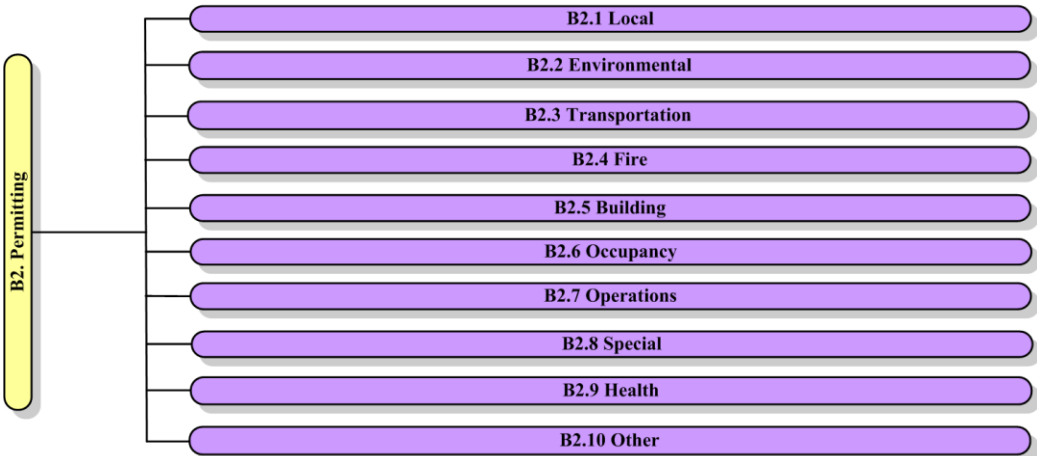 B2. Permitting
B2.1 Local
B2.2 Environmental
B2.3 Transportation
B2.4 Fire
B2.5 Building
B2.6 Occupancy
B2.7 Operations
B2.8 Special
B2.9 Health
B2.10 Other